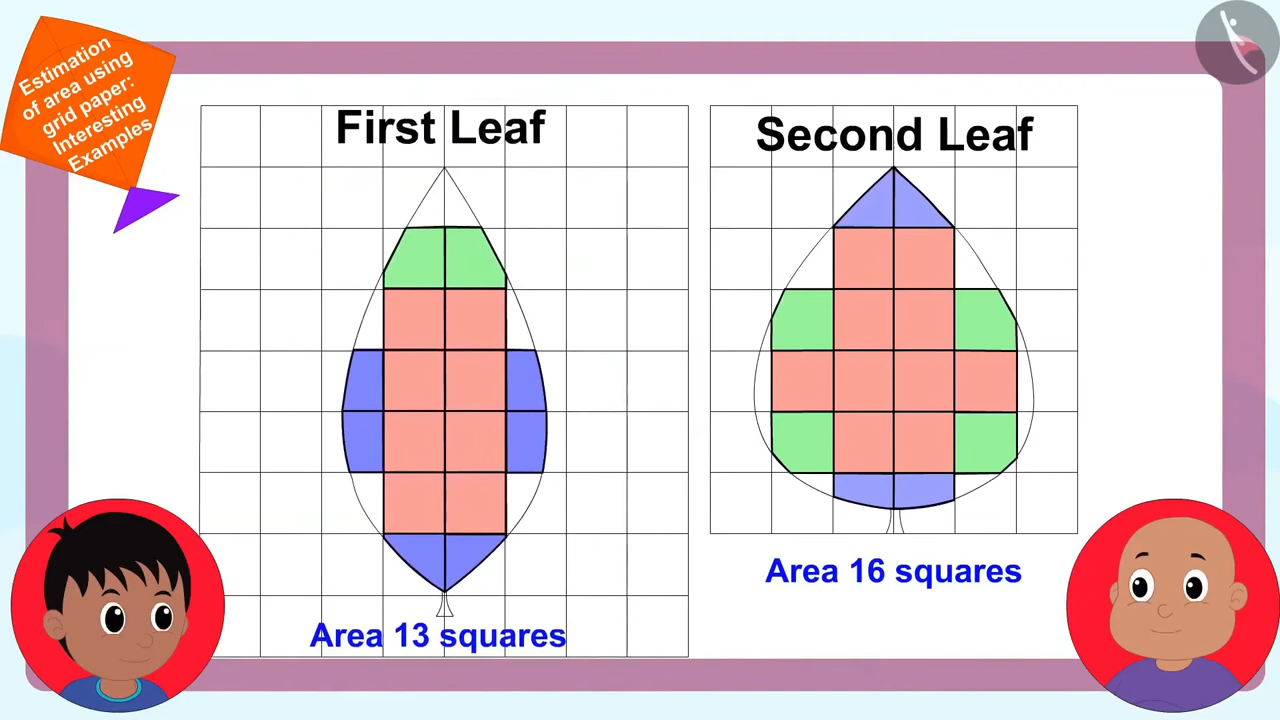 Estimation
of area using
grid paper:
Interesting
Examples
First Leaf
Second Leaf
Area 13 squares
Area 16 squares